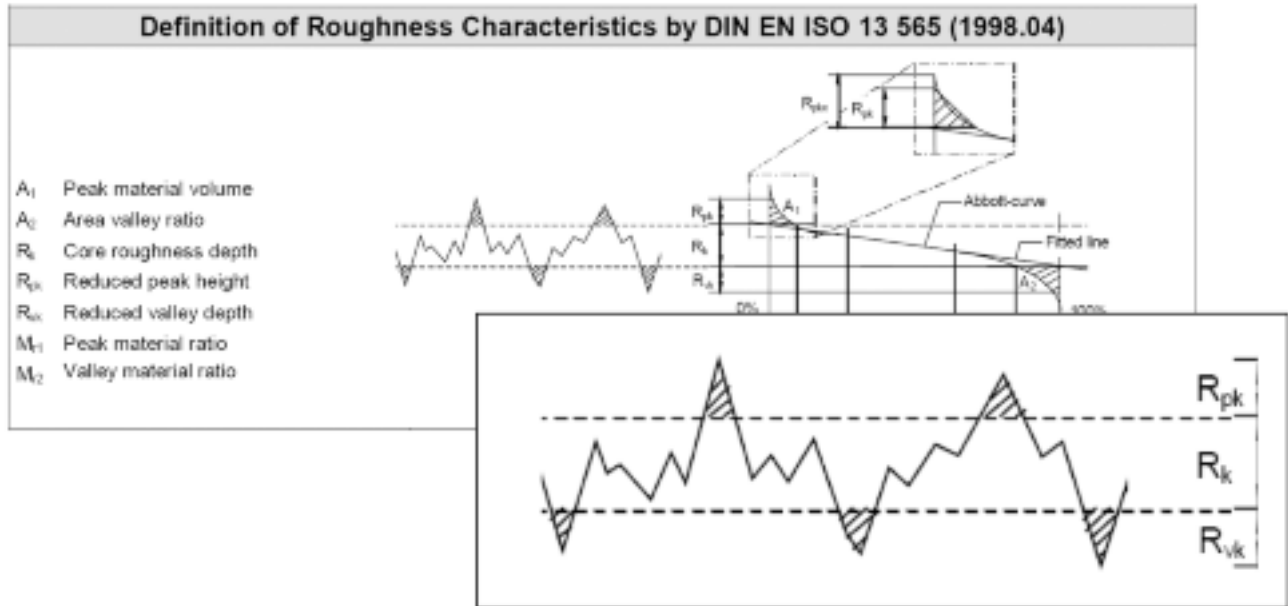 Definition of Roughness Characteristics by DIN EN ISO 13 565 (1998.04)
A₁ Peak material volume
A₂ Area valley ratio
Rₖ Core roughness depth
Rpk Reduced peak height
Rvk Reduced valley depth
Mr1 Peak material ratio
Mr2 Valley material ratio
Rpk
A₁
Rpk
Rk
Rvk
Abbott-curve
Fitted line
A₂
0%
100%
Rpk
Rk
Rvk